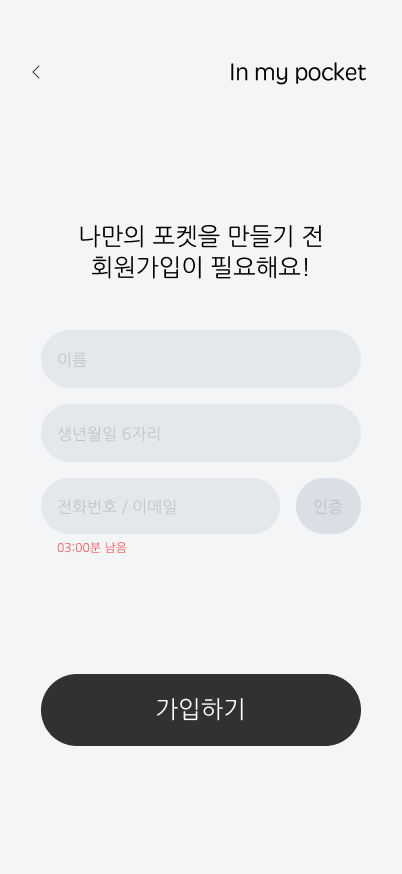 In my pocket
나만의 포켓을 만들기 전
회원가입이 필요해요!
이름
생년월일 6자리
전화번호 / 이메일
인증
03:00분 남음
가입하기